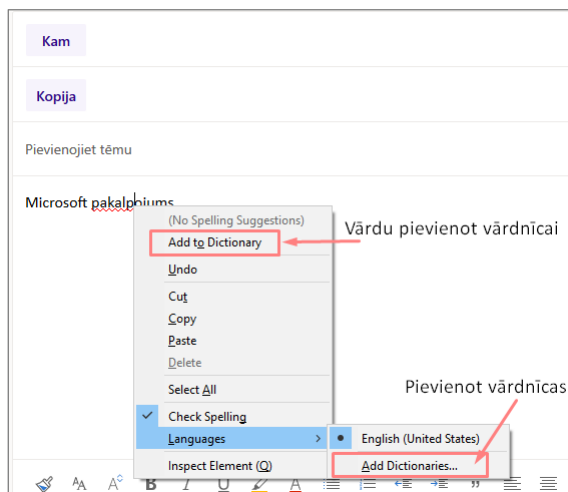 Kam
Kopija
Pievienojiet tēmu
Microsoft pakalpojums
(No Spelling Suggestions)
Add to Dictionary
Vārdu pievienot vārdnīcai
Undo
Cut
Copy
Paste
Delete
Select All
Pievienot vārdnīcas
Check Spelling
Languages
English (United States)
Inspect Element (Q)
Add Dictionaries...